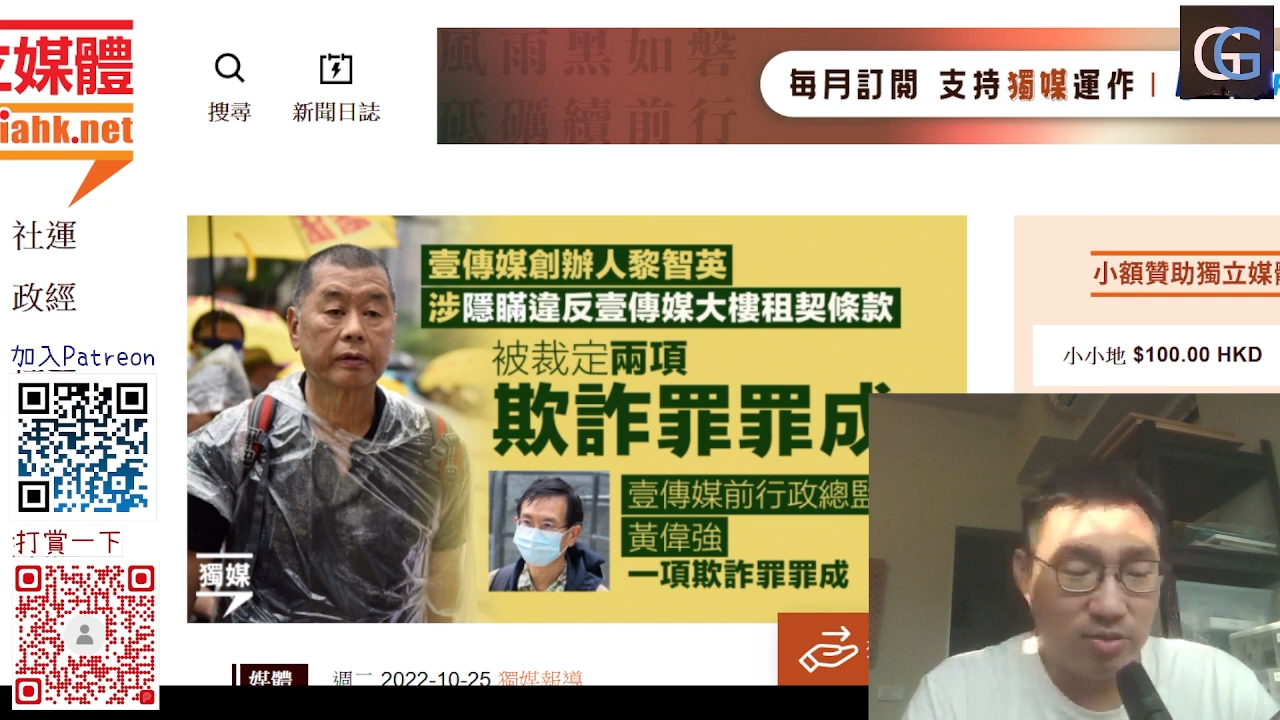 立媒體
iahk.net
搜尋
新聞日誌
風雨黑如磐
砥礪續前行
每月訂閱 支持獨媒運作
GG
社運
政經
加入Patreon
打賞一下
壹傳媒創辦人黎智英
涉隱瞞違反壹傳媒大樓租契條款
被裁定兩項
欺詐罪罪成
壹傳媒前行政總監
黃偉強
一項欺詐罪罪成
獨媒
小額贊助獨立媒體
小小地 $100.00 HKD
媒體
週二 2022-10-25 獨媒報導